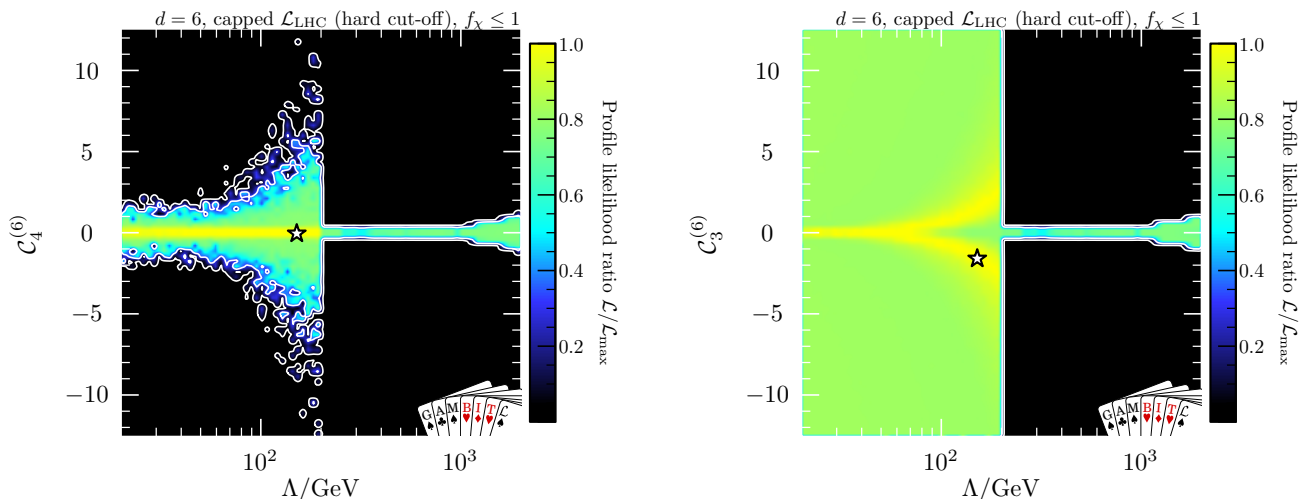 d = 6, capped ℒ_LHC (hard cut-off), f_χ ≤ 1
𝒞_4^(6)
10
5
0
−5
−10
10^2
10^3
Λ/GeV
1.0
0.8
0.6
0.4
0.2
Profile likelihood ratio ℒ/ℒ_max
G A M B I T ℒ
d = 6, capped ℒ_LHC (hard cut-off), f_χ ≤ 1
𝒞_3^(6)
10
5
0
−5
−10
10^2
10^3
Λ/GeV
1.0
0.8
0.6
0.4
0.2
Profile likelihood ratio ℒ/ℒ_max
G A M B I T ℒ